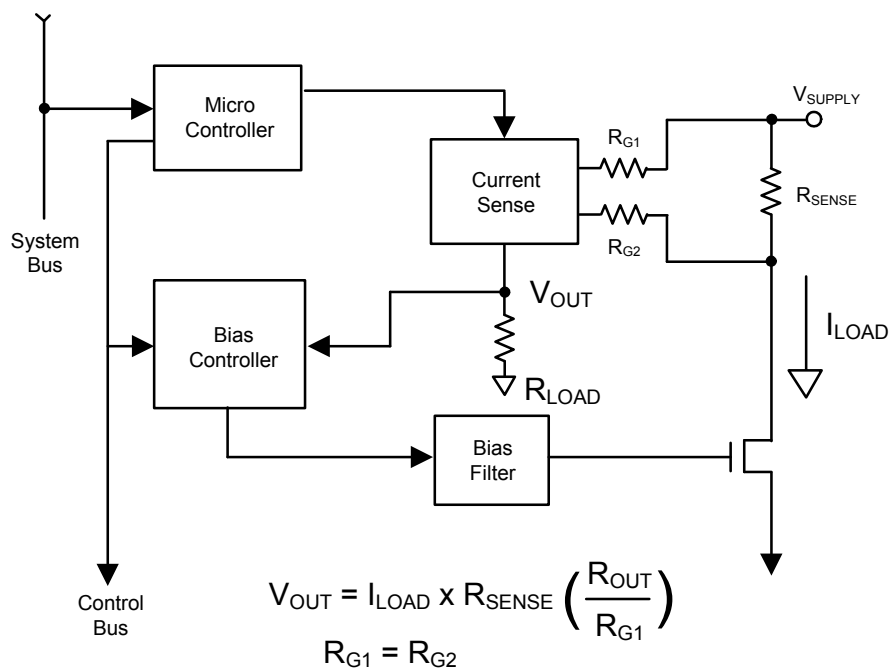 Micro
Controller
V_SUPPLY
R_G1
Current
Sense
R_SENSE
R_G2
System
Bus
V_OUT
Bias
Controller
I_LOAD
R_LOAD
Bias
Filter
Control
Bus
V_OUT = I_LOAD x R_SENSE (R_OUT / R_G1)
R_G1 = R_G2